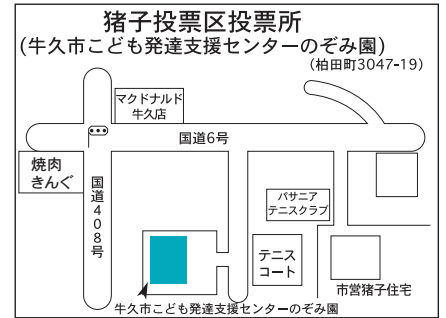 猪子投票区投票所
(牛久市こども発達支援センターのぞみ園)
(柏田町3047-19)
マクドナルド
牛久店
国道6号
焼肉
きんぐ
国道408号
パサニア
テニスクラブ
テニス
コート
市営猪子住宅
牛久市こども発達支援センターのぞみ園